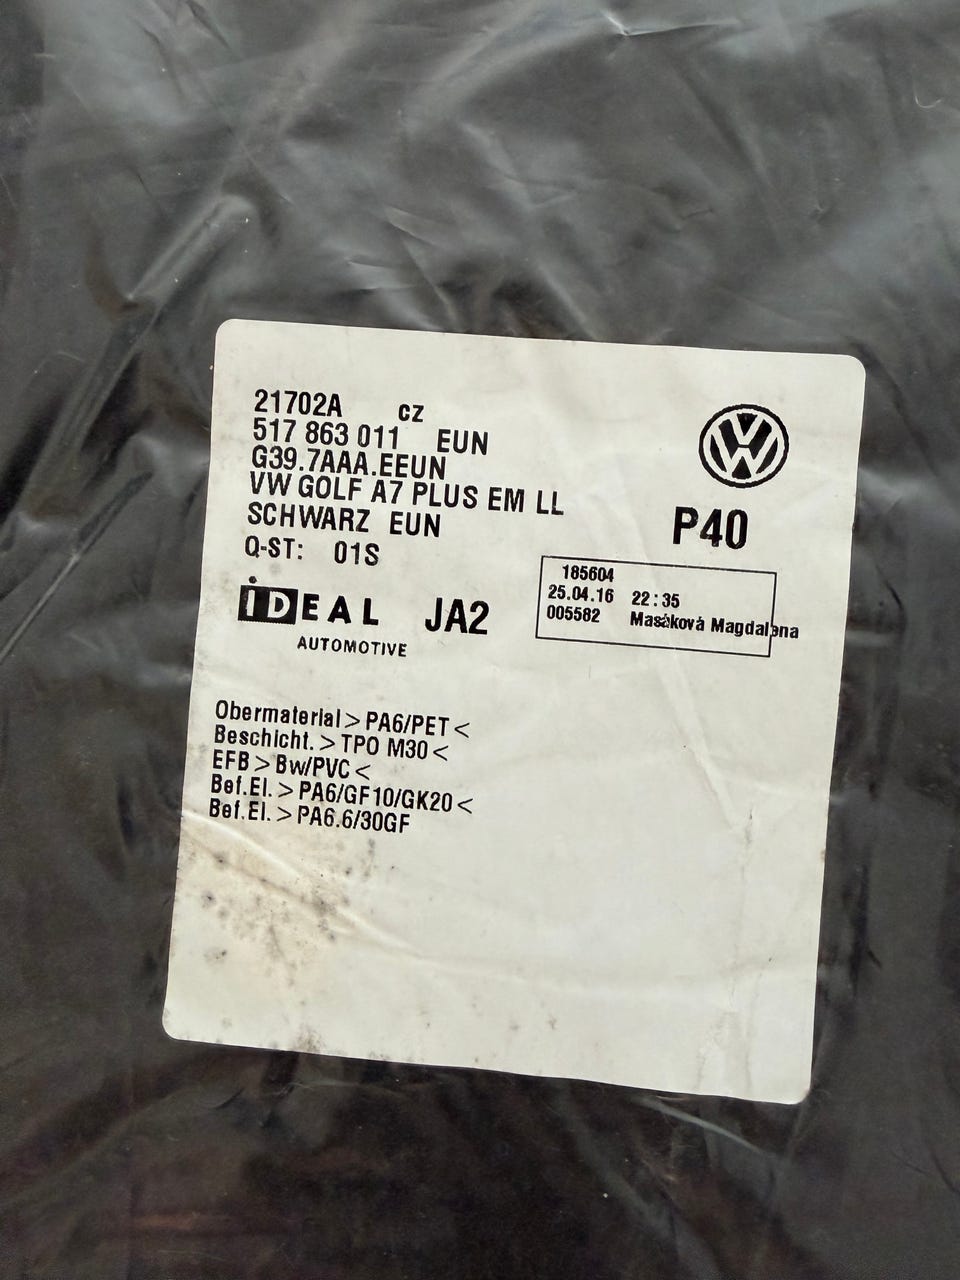 21702A CZ
517 863 011 EUN
G39.7AAA.EEUN
VW GOLF A7 PLUS EM LL
SCHWARZ EUN
Q-ST: 01S
P40
185604
25.04.16 22:35
005582 Masáková Magdalena
IDEAL JA2
AUTOMOTIVE
Obermaterial>PA6/PET<
Beschicht.>TPO M30<
EFB>Bw/PVC<
Bef.El.>PA6/GF10/GK20<
Bef.El.>PA6.6/30GF